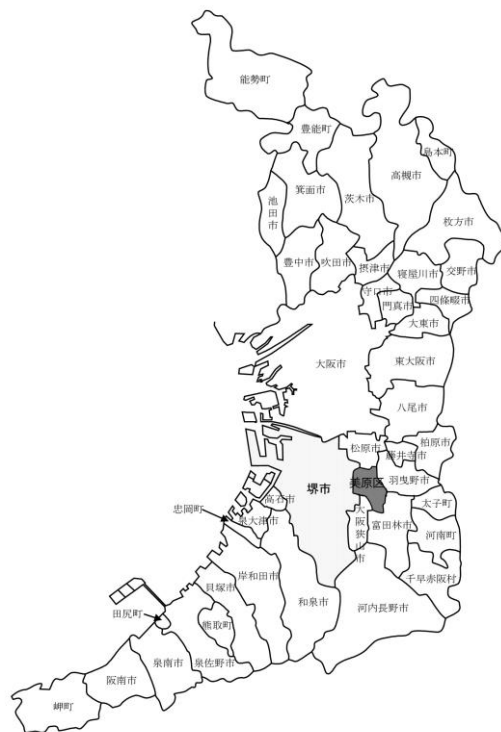 能勢町
豊能町
島本町
高槻市
箕面市
茨木市
池田市
枚方市
豊中市
吹田市
摂津市
寝屋川市
交野市
守口市
門真市
四條畷市
大東市
大阪市
東大阪市
八尾市
松原市
柏原市
藤井寺市
堺市
美原区
羽曳野市
高石市
太子町
忠岡町
泉大津市
大阪狭山市
富田林市
河南町
岸和田市
千早赤阪村
貝塚市
和泉市
河内長野市
田尻町
熊取町
泉南市
泉佐野市
阪南市
岬町